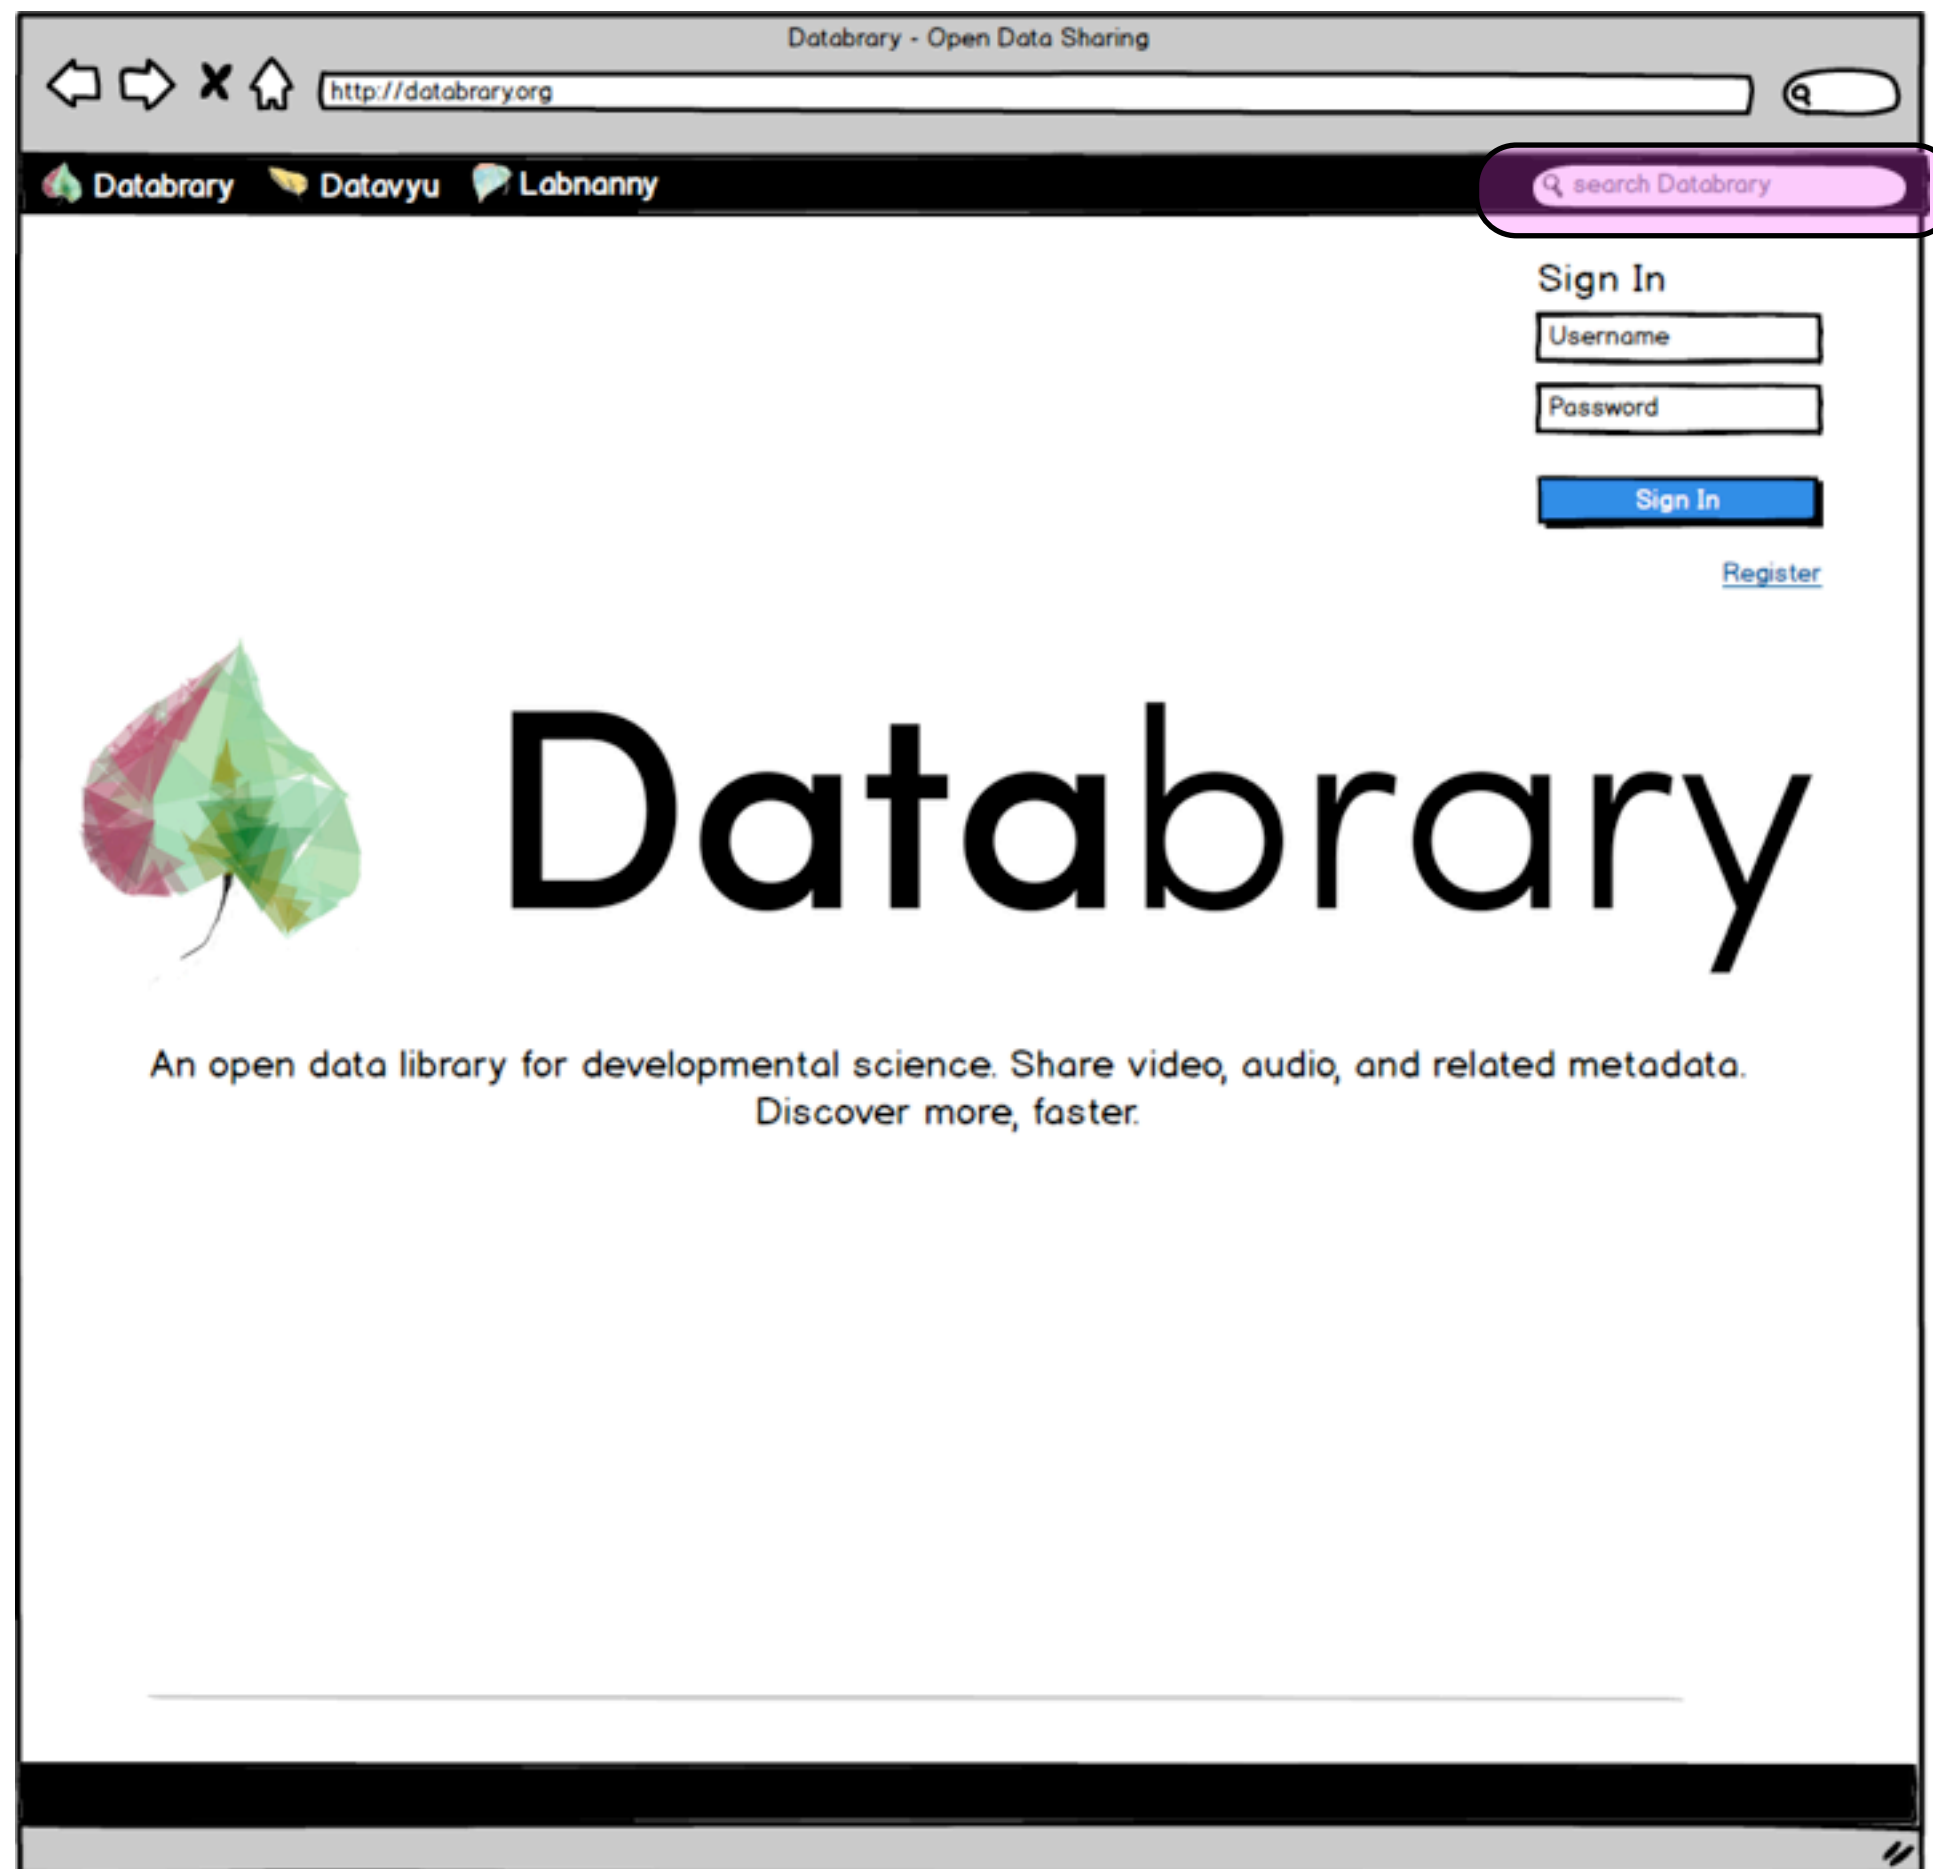 Databrary - Open Data Sharing
http://databrary.org
Databrary Datavyu Labnanny search Databrary
Sign In
Username
Password
Sign In
Register
Databrary
An open data library for developmental science. Share video, audio, and related metadata.
Discover more, faster.